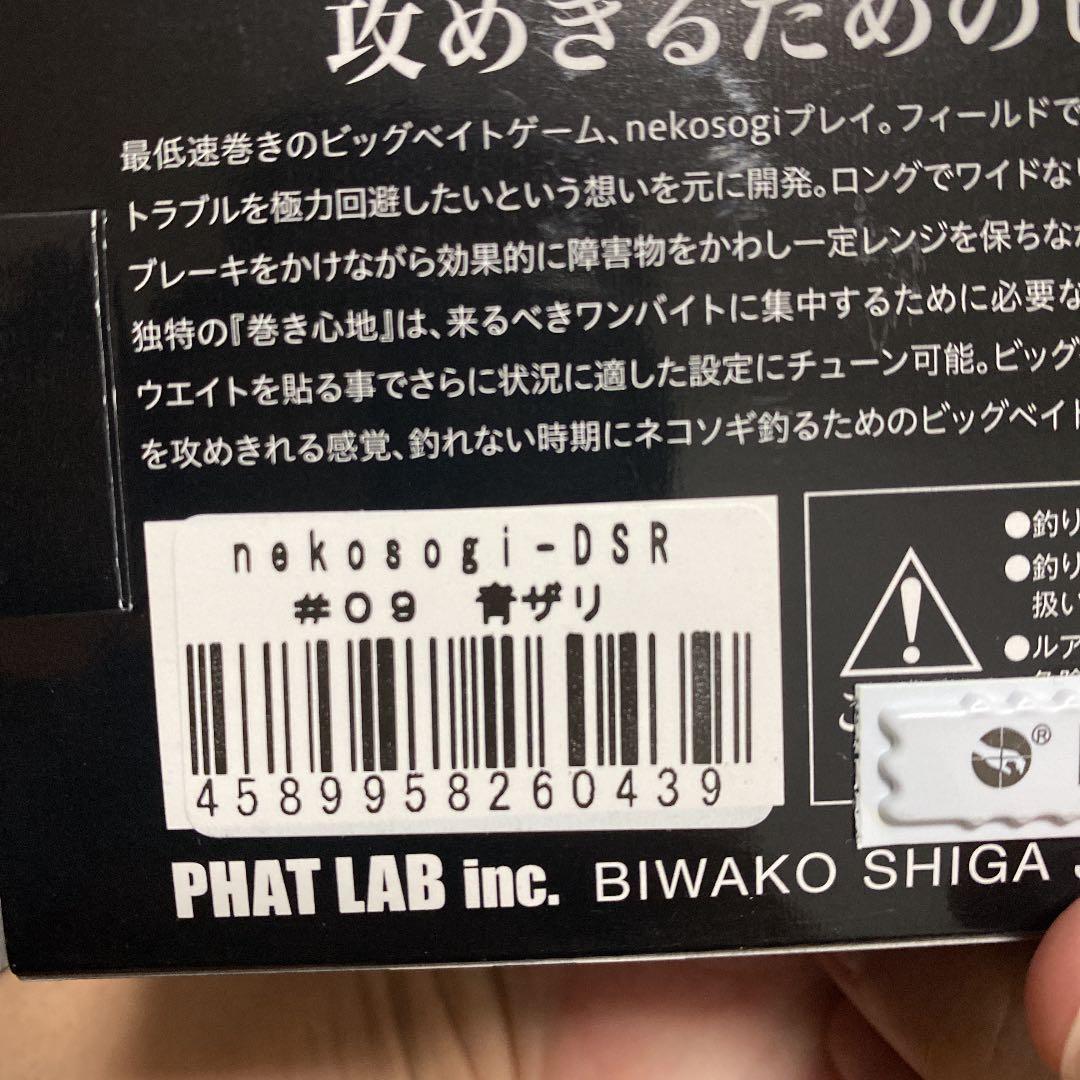 攻めきるための
最低速巻きのビッグベイトゲーム、nekosogiプレイ。フィールドで
トラブルを極力回避したいという想いを元に開発。ロングでワイドな
ブレーキをかけながら効果的に障害物をかわし一定レンジを保ちなが
独特の『巻き心地』は、来るべきワンバイトに集中するために必要な
ウエイトを貼る事でさらに状況に適した設定にチューン可能。ビッグ
を攻めきれる感覚、釣れない時期にネコソギ釣るためのビッグベイト
nekosogi-DSR
#09 青ザリ
4589958260439
●釣り
●釣り
扱い
●ルア
®
PHAT LAB inc. BIWAKO SHIGA